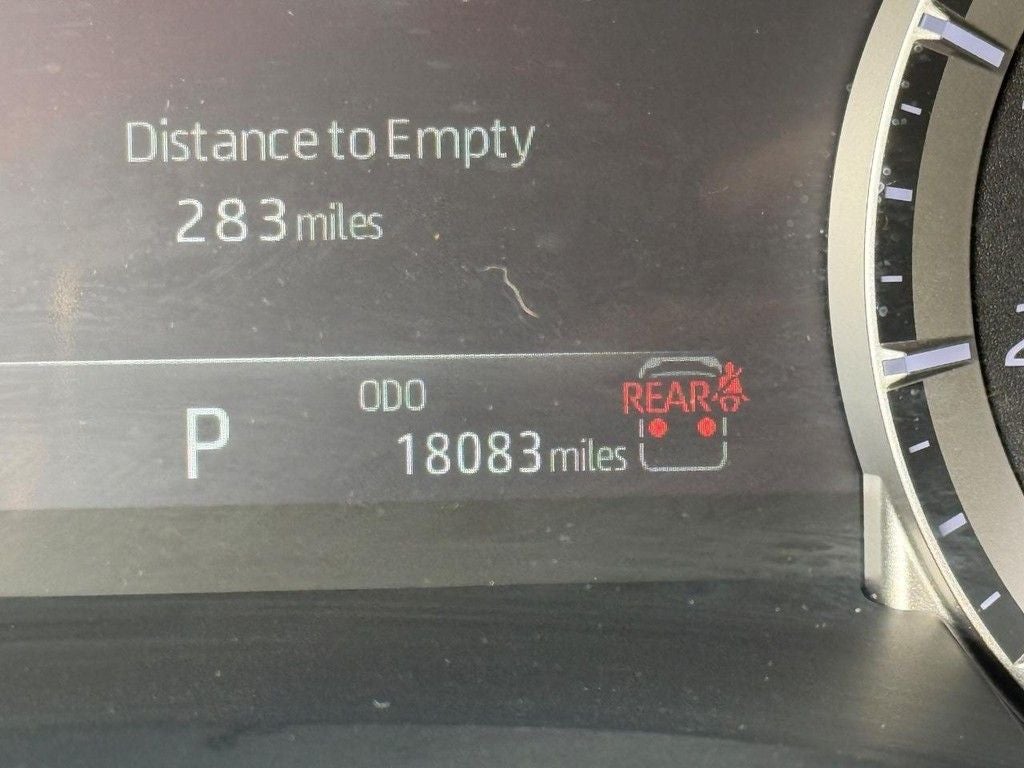 Distance to Empty
283 miles
P
ODO
18083 miles
REAR